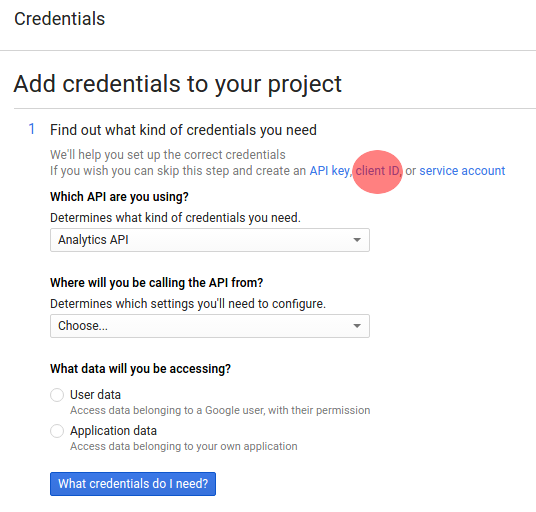 Credentials
Add credentials to your project
1 Find out what kind of credentials you need
We'll help you set up the correct credentials
If you wish you can skip this step and create an API key, client ID, or service account
Which API are you using?
Determines what kind of credentials you need.
Analytics API
Where will you be calling the API from?
Determines which settings you'll need to configure.
Choose...
What data will you be accessing?
User data
Access data belonging to a Google user, with their permission
Application data
Access data belonging to your own application
What credentials do I need?